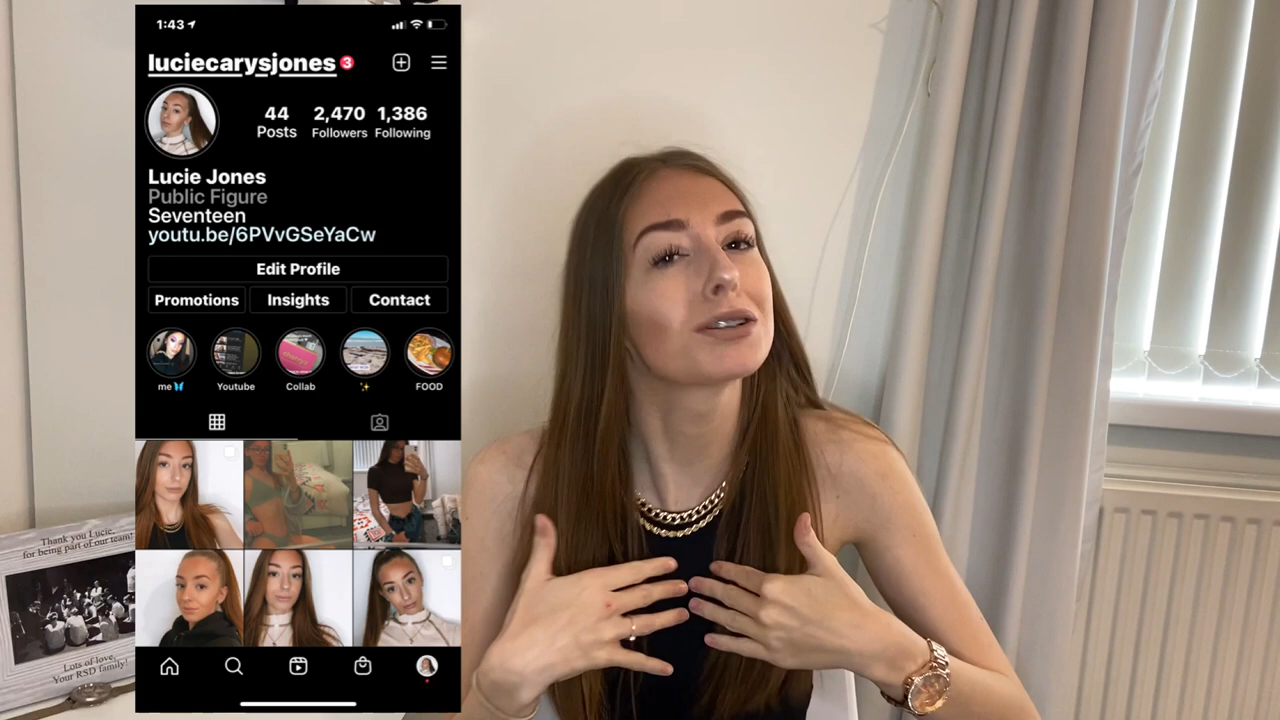 1:43
luciecarysjones 3
44 2,470 1,386
Posts Followers Following
Lucie Jones
Public Figure
Seventeen
youtu.be/6PVvGSeYaCw
Edit Profile
Promotions Insights Contact
me 🦋 Youtube Collab ✨ FOOD
Thank you Lucie,
for being part of our team!
Lots of love,
Your RSD family!